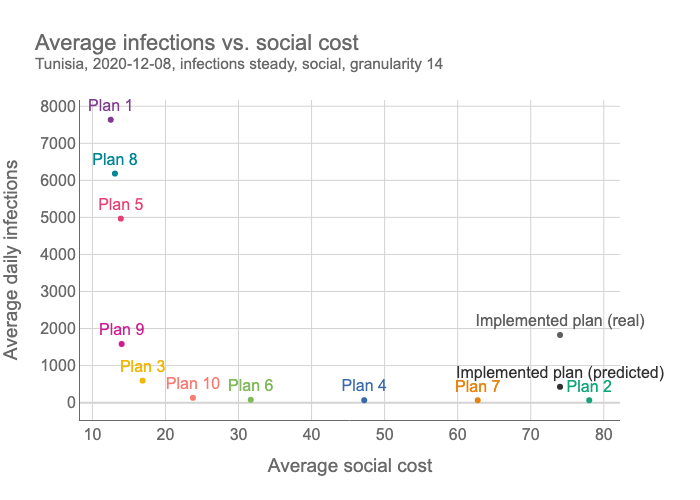 Average infections vs. social cost
Tunisia, 2020-12-08, infections steady, social, granularity 14
Average daily infections
8000
7000
6000
5000
4000
3000
2000
1000
0
Plan 1
Plan 8
Plan 5
Plan 9
Plan 3
Plan 10
Plan 6
Plan 4
Plan 7
Plan 2
Implemented plan (real)
Implemented plan (predicted)
10 20 30 40 50 60 70 80
Average social cost